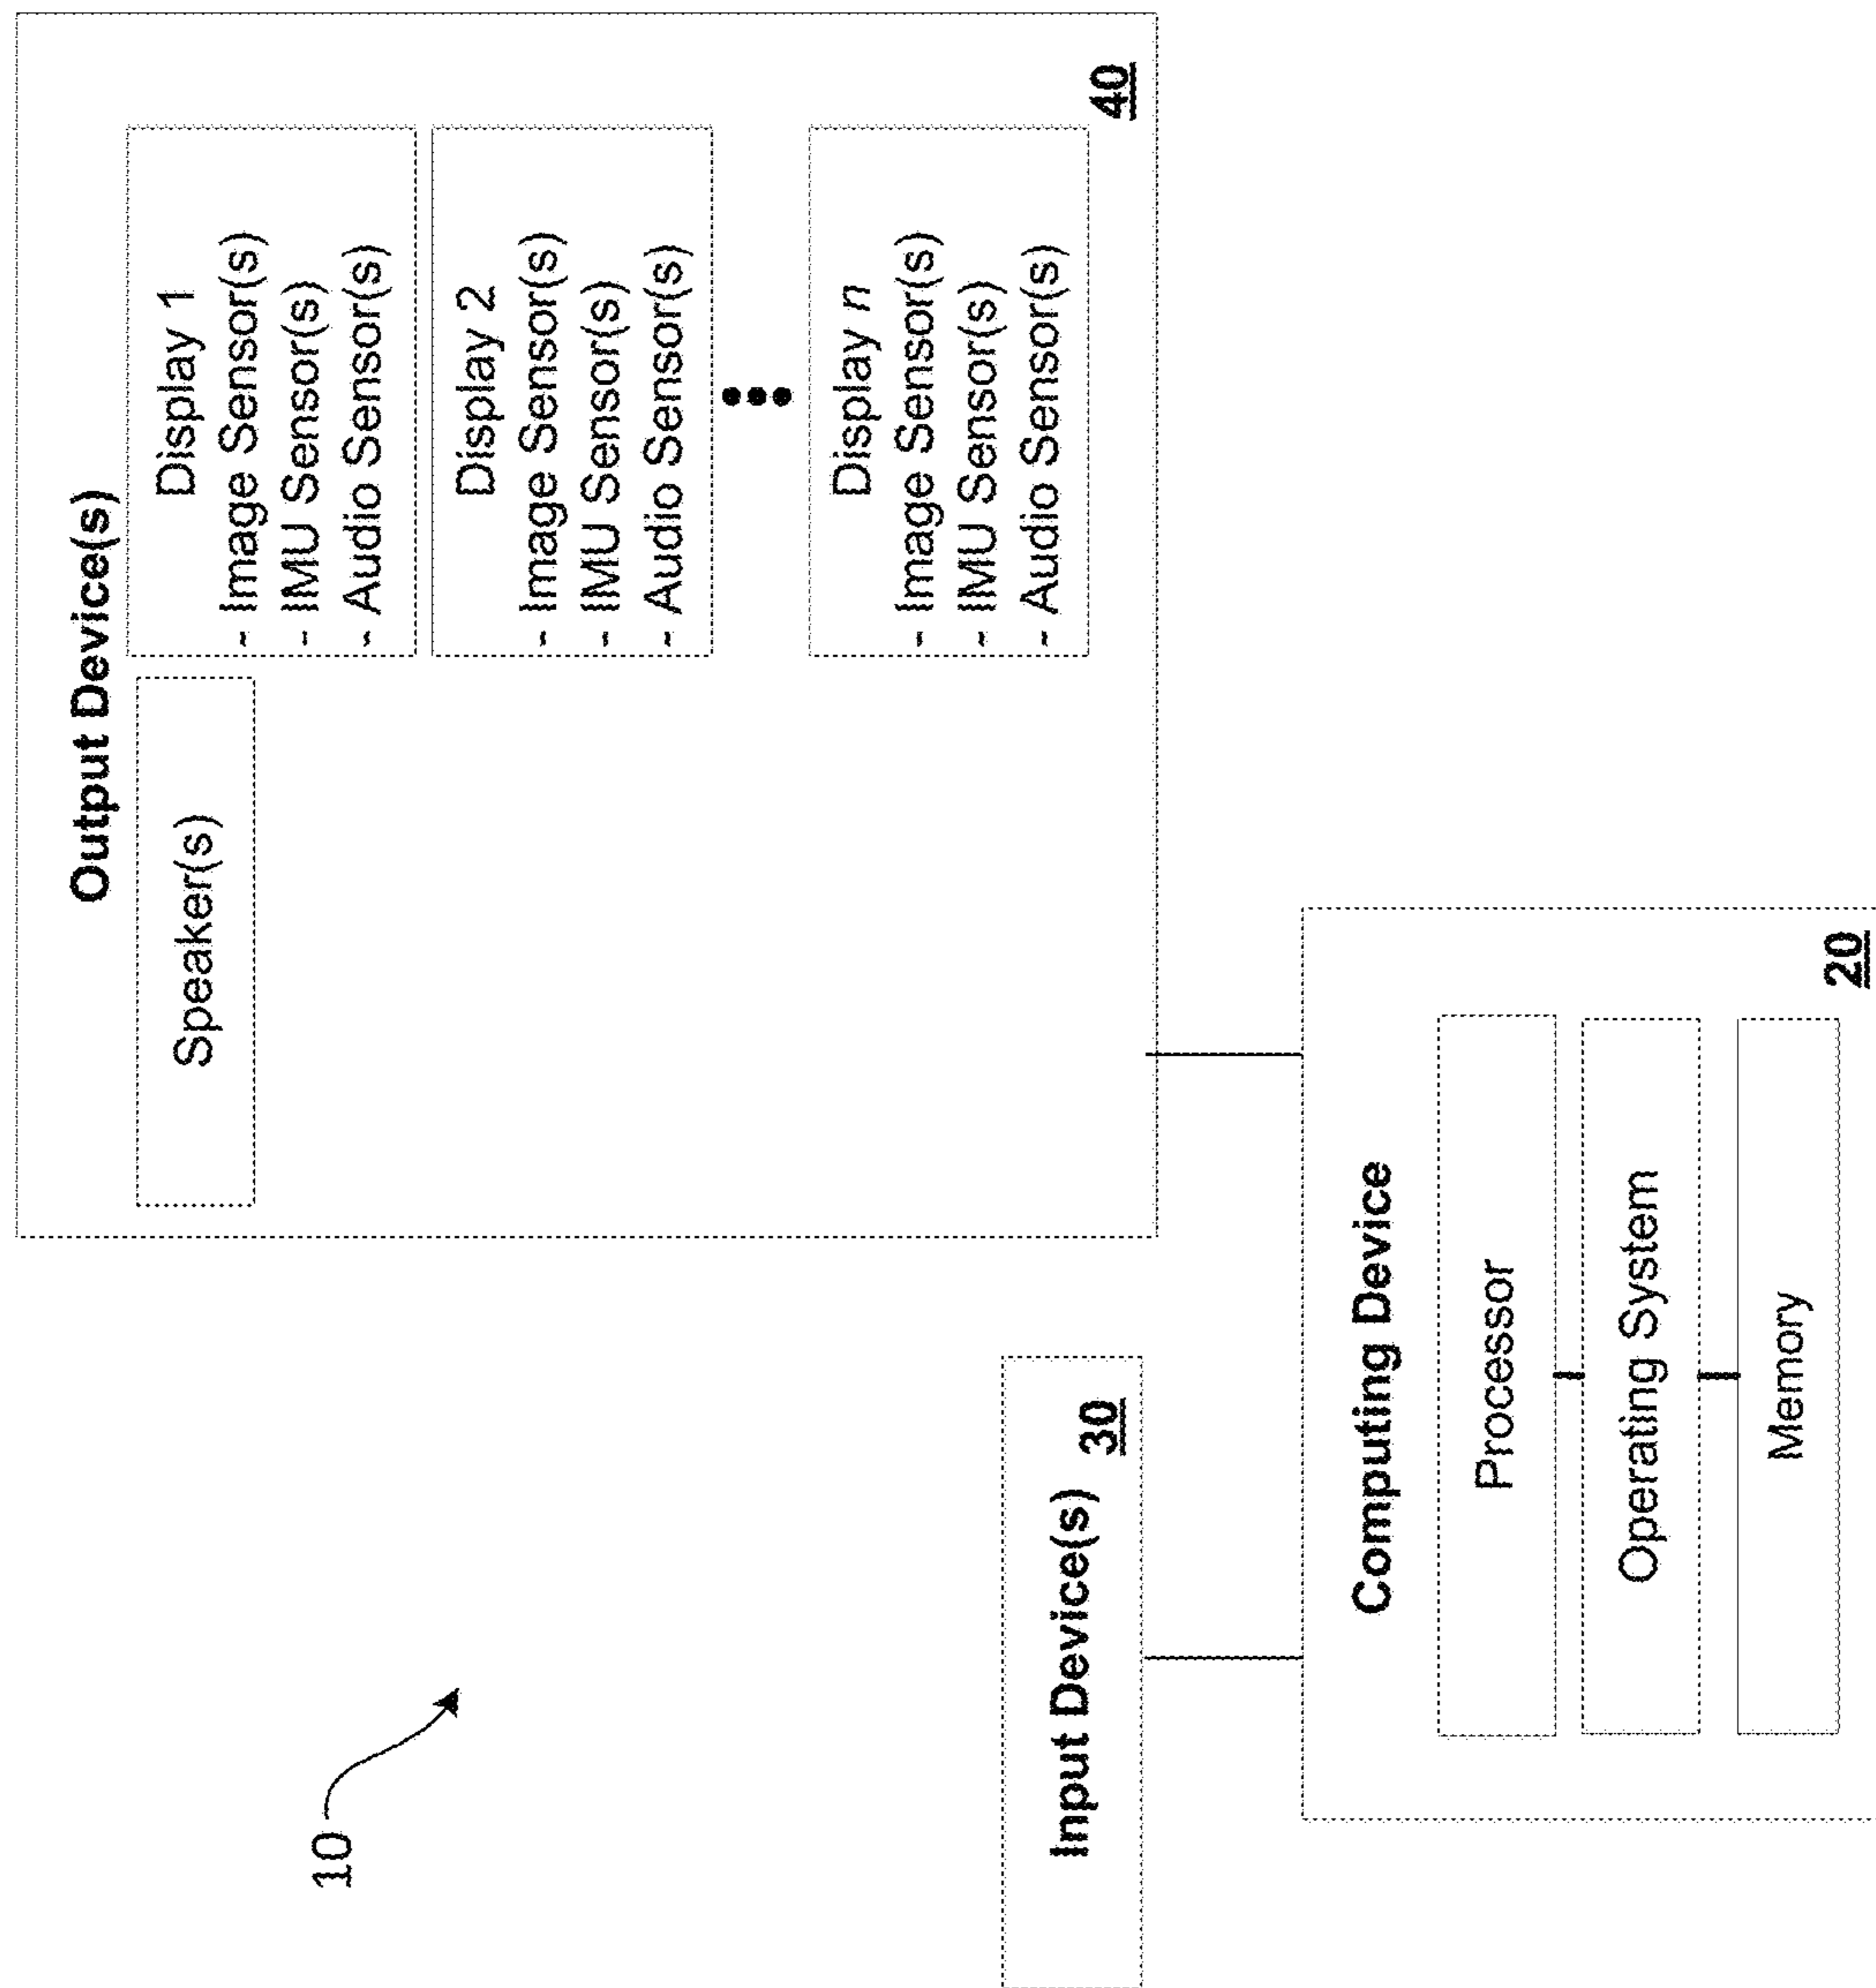 10
Output Device(s)
Speaker(s)
Display 1
- Image Sensor(s)
- IMU Sensor(s)
- Audio Sensor(s)
Display 2
- Image Sensor(s)
- IMU Sensor(s)
- Audio Sensor(s)
•••
Display n
- Image Sensor(s)
- IMU Sensor(s)
- Audio Sensor(s)
40
Input Device(s)
30
Computing Device
Processor
Operating System
Memory
20